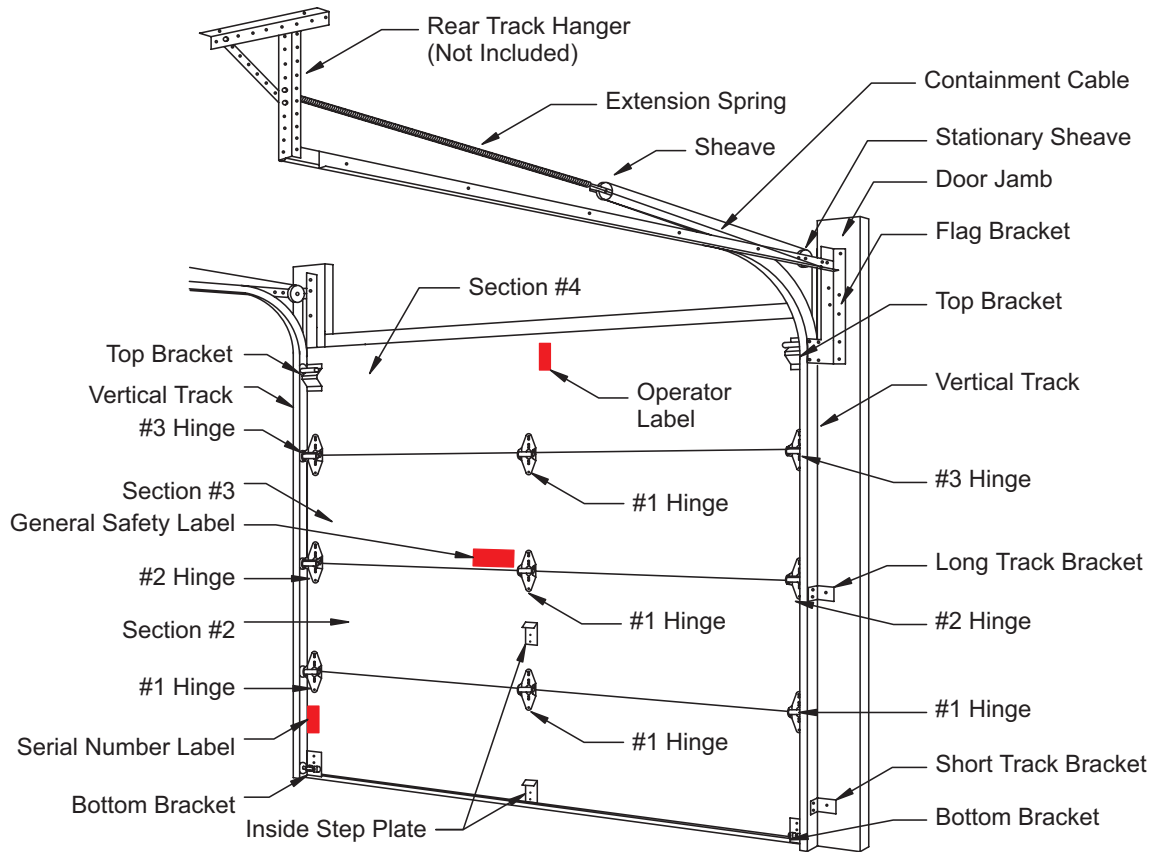 Rear Track Hanger
(Not Included)
Containment Cable
Extension Spring
Stationary Sheave
Sheave
Door Jamb
Flag Bracket
Section #4
Top Bracket
Top Bracket
Operator
Label
Vertical Track
Vertical Track
#3 Hinge
#3 Hinge
Section #3
#1 Hinge
General Safety Label
Long Track Bracket
#2 Hinge
#1 Hinge
#2 Hinge
Section #2
#1 Hinge
#1 Hinge
Serial Number Label
#1 Hinge
Short Track Bracket
Bottom Bracket
Bottom Bracket
Inside Step Plate